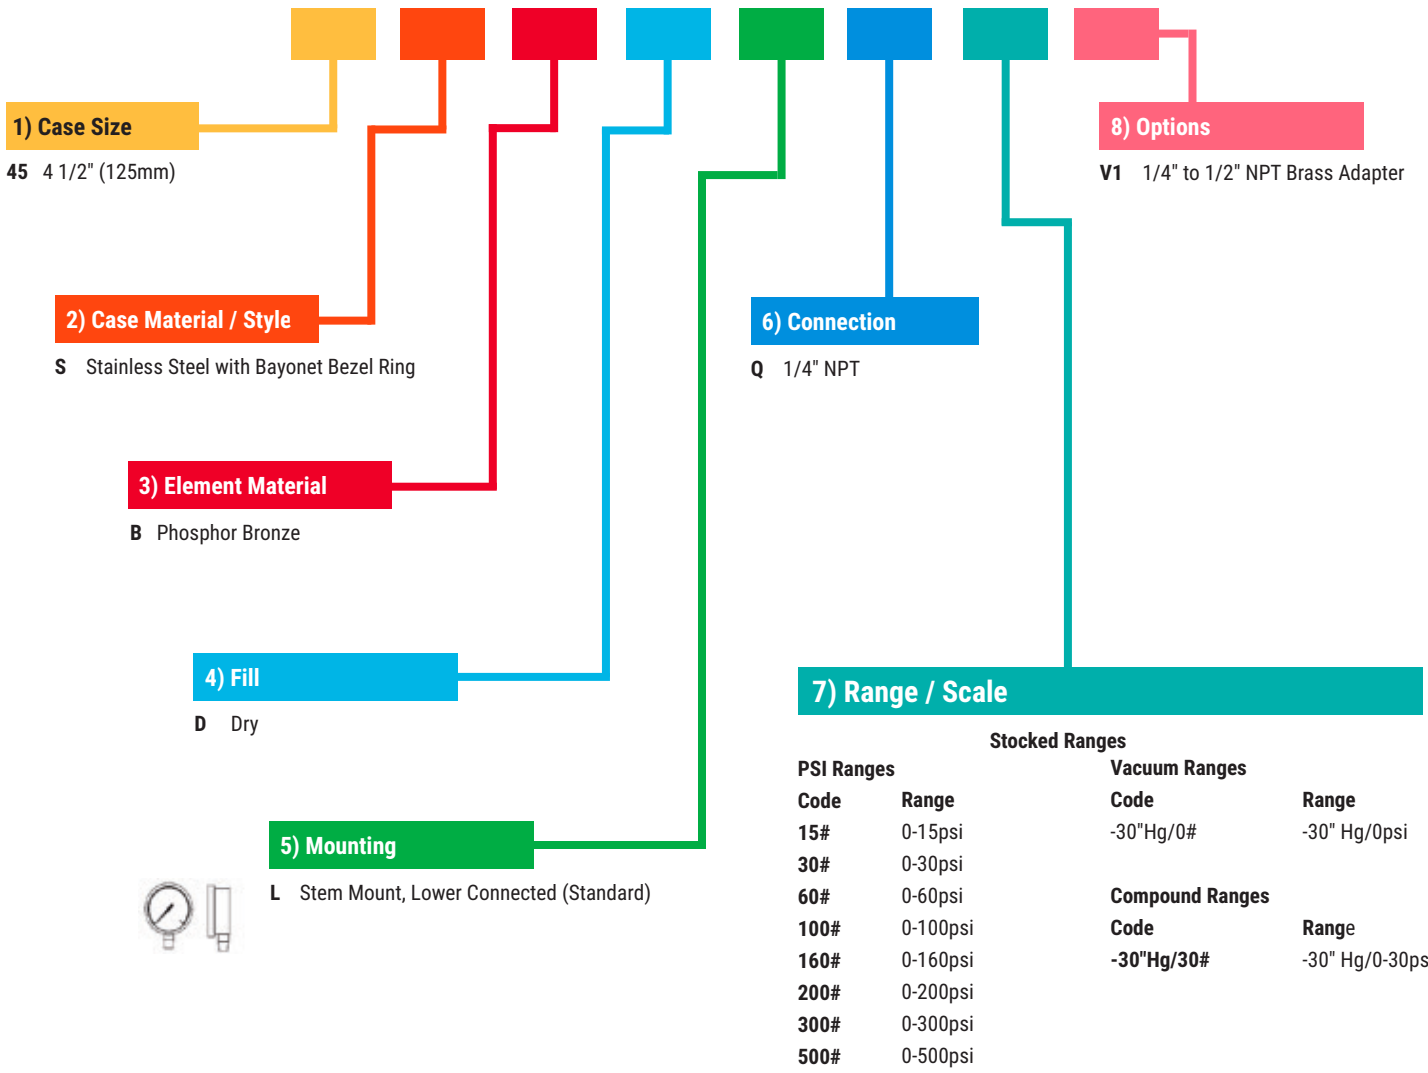 1) Case Size
45 4 1/2" (125mm)
8) Options
V1 1/4" to 1/2" NPT Brass Adapter
2) Case Material / Style
S Stainless Steel with Bayonet Bezel Ring
6) Connection
Q 1/4" NPT
3) Element Material
B Phosphor Bronze
4) Fill
D Dry
5) Mounting
L Stem Mount, Lower Connected (Standard)
7) Range / Scale
Stocked Ranges
PSI Ranges
Code Range
15# 0-15psi
30# 0-30psi
60# 0-60psi
100# 0-100psi
160# 0-160psi
200# 0-200psi
300# 0-300psi
500# 0-500psi
Vacuum Ranges
Code Range
-30"Hg/0# -30" Hg/0psi
Compound Ranges
Code Range
-30"Hg/30# -30" Hg/0-30ps